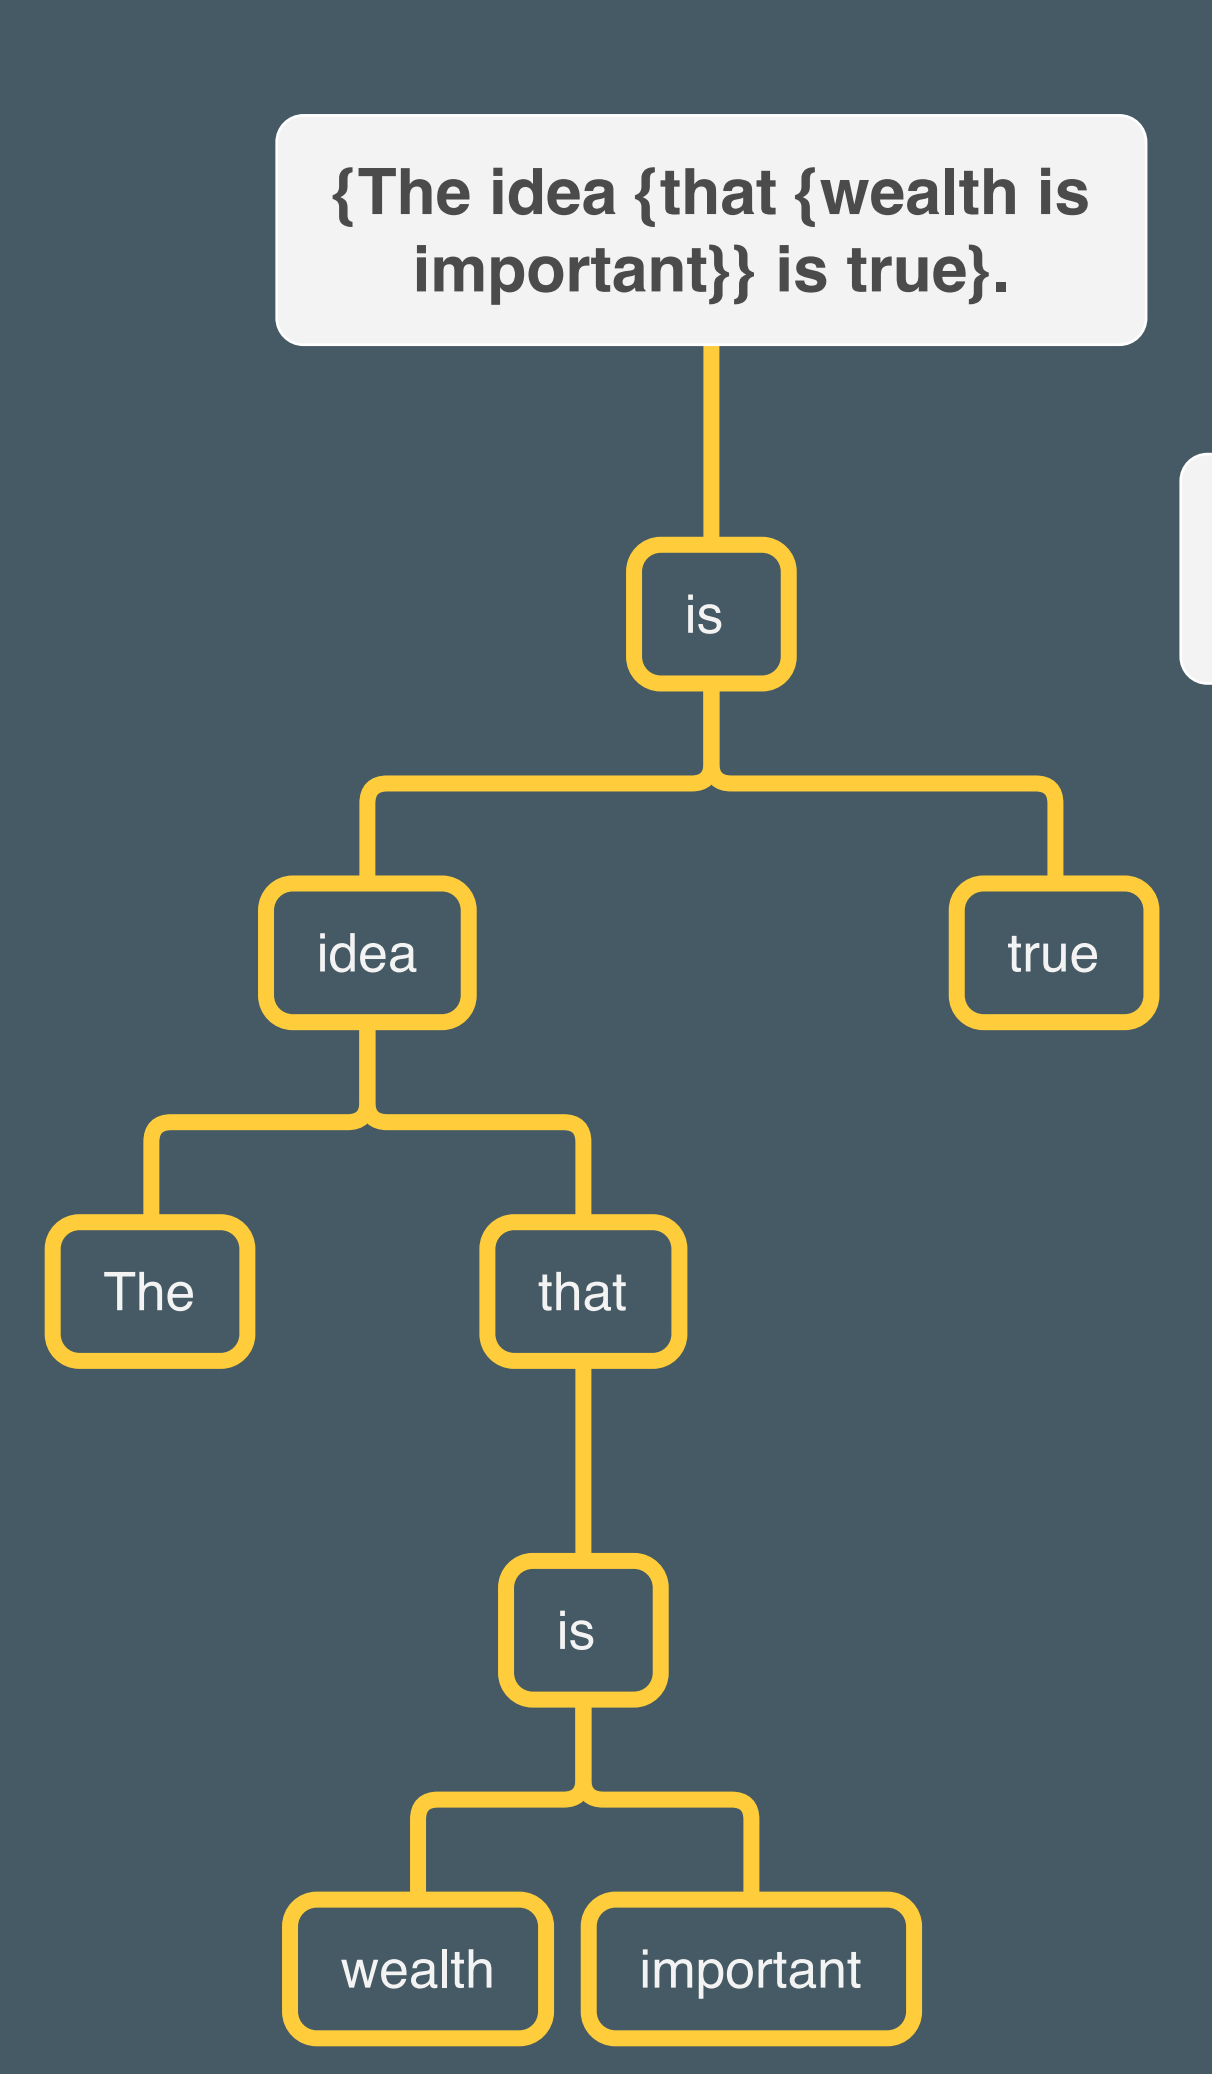 {The idea {that {wealth is
important}} is true}.
is
idea
true
The
that
is
wealth
important